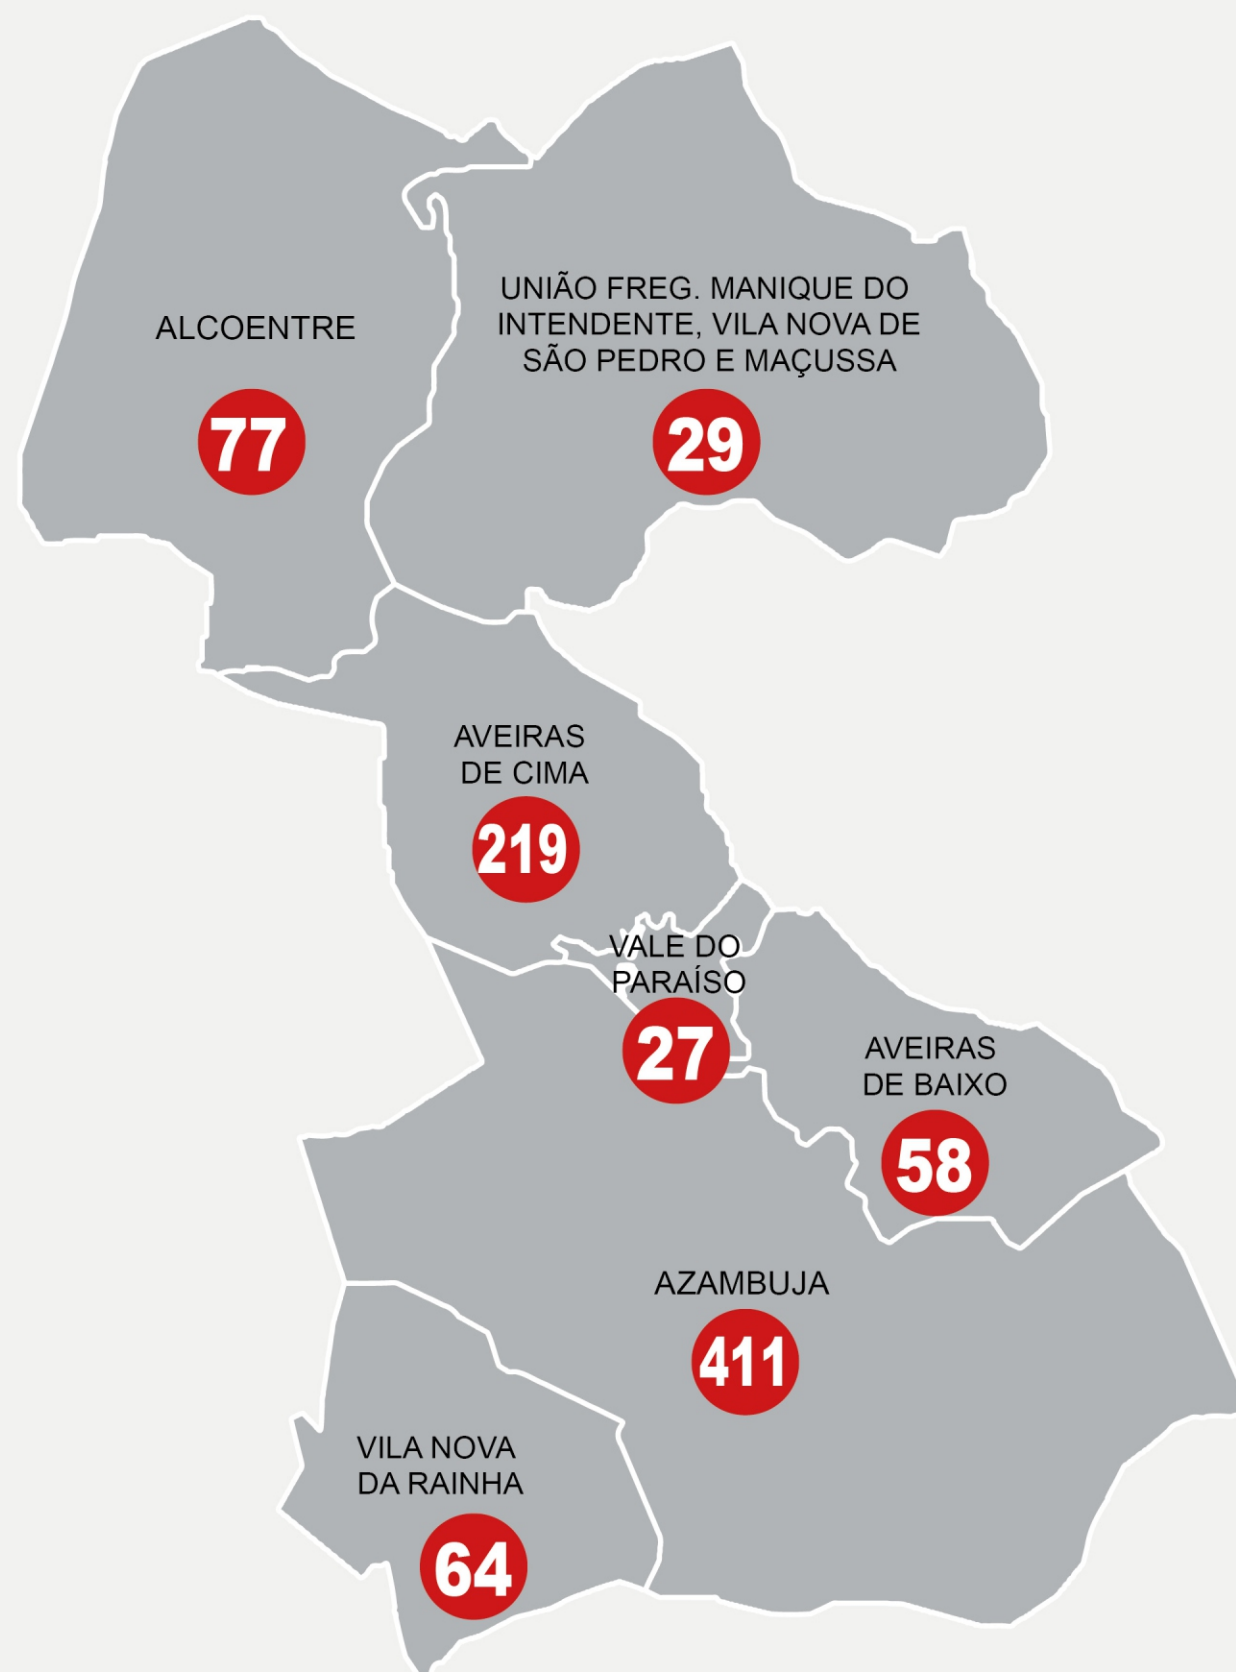 ALCOENTRE
77
UNIÃO FREG. MANIQUE DO
INTENDENTE, VILA NOVA DE
SÃO PEDRO E MAÇUSSA
29
AVEIRAS
DE CIMA
219
VALE DO
PARAÍSO
27
AVEIRAS
DE BAIXO
58
AZAMBUJA
411
VILA NOVA
DA RAINHA
64